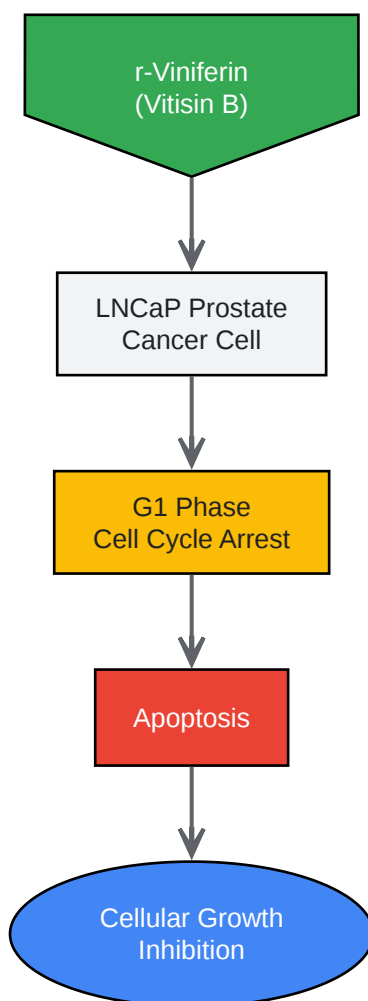 r-Viniferin
(Vitisin B)
LNCaP Prostate
Cancer Cell
G1 Phase
Cell Cycle Arrest
Apoptosis
Cellular Growth
Inhibition